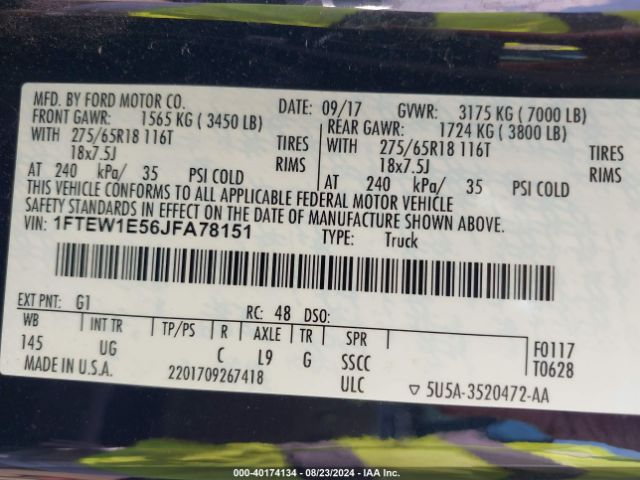 MFD. BY FORD MOTOR CO. DATE: 09/17 GVWR: 3175 KG ( 7000 LB)
FRONT GAWR: 1565 KG ( 3450 LB) REAR GAWR: 1724 KG ( 3800 LB)
WITH 275/65R18 116T TIRES WITH 275/65R18 116T TIRES
18x7.5J RIMS 18x7.5J RIMS
AT 240 kPa/ 35 PSI COLD AT 240 kPa/ 35 PSI COLD
THIS VEHICLE CONFORMS TO ALL APPLICABLE FEDERAL MOTOR VEHICLE
SAFETY STANDARDS IN EFFECT ON THE DATE OF MANUFACTURE SHOWN ABOVE.
VIN: 1FTEW1E56JFA78151 TYPE: Truck
EXT PNT: G1 RC: 48 DSO:
WB INT TR TP/PS R AXLE TR SPR F0117
145 UG C L9 G SSCC T0628
MADE IN U.S.A. 2201709267418 ULC ▽ 5U5A-3520472-AA
000-40174134 - 08/23/2024 - IAA Inc.